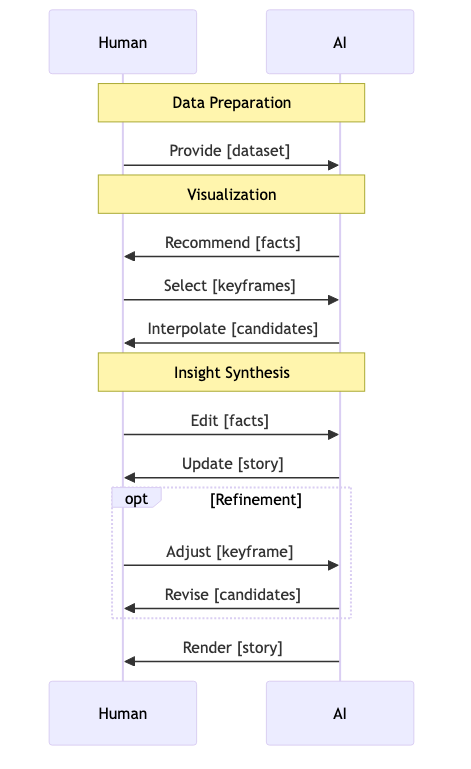 Human
AI
Data Preparation
Provide [dataset]
Visualization
Recommend [facts]
Select [keyframes]
Interpolate [candidates]
Insight Synthesis
Edit [facts]
Update [story]
opt
[Refinement]
Adjust [keyframe]
Revise [candidates]
Render [story]
Human
AI